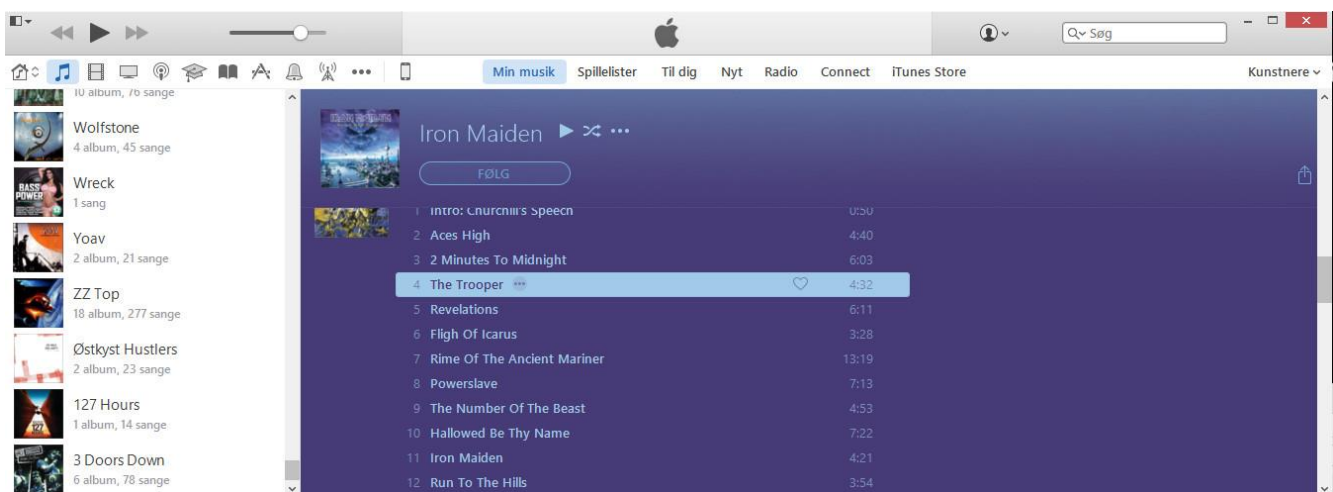 Søg
Min musik Spillelister Til dig Nyt Radio Connect iTunes Store Kunstnere
10 album, 76 sange
Wolfstone
4 album, 45 sange
Wreck
1 sang
Yoav
2 album, 21 sange
ZZ Top
18 album, 277 sange
Østkyst Hustlers
2 album, 23 sange
127 Hours
1 album, 14 sange
3 Doors Down
6 album, 78 sange
BASS
POWER
IRON MAIDEN
Iron Maiden
FØLG
1 Intro: Churchill's Speech 0:50
2 Aces High 4:40
3 2 Minutes To Midnight 6:03
4 The Trooper 4:32
5 Revelations 6:11
6 Fligh Of Icarus 3:28
7 Rime Of The Ancient Mariner 13:19
8 Powerslave 7:13
9 The Number Of The Beast 4:53
10 Hallowed Be Thy Name 7:22
11 Iron Maiden 4:21
12 Run To The Hills 3:54